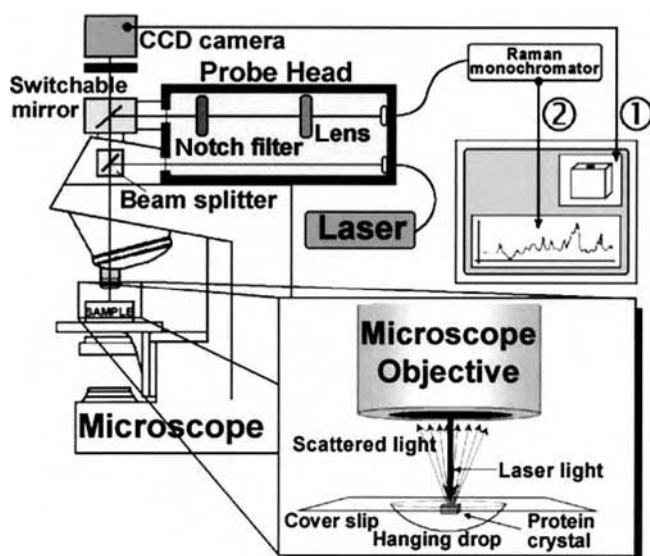 CCD camera
Switchable
mirror
Probe Head
Raman
monochromator
②
①
Lens
Notch filter
Beam splitter
Laser
SAMPLE
Microscope
Microscope
Objective
Scattered light
Laser light
Cover slip
Protein
crystal
Hanging drop